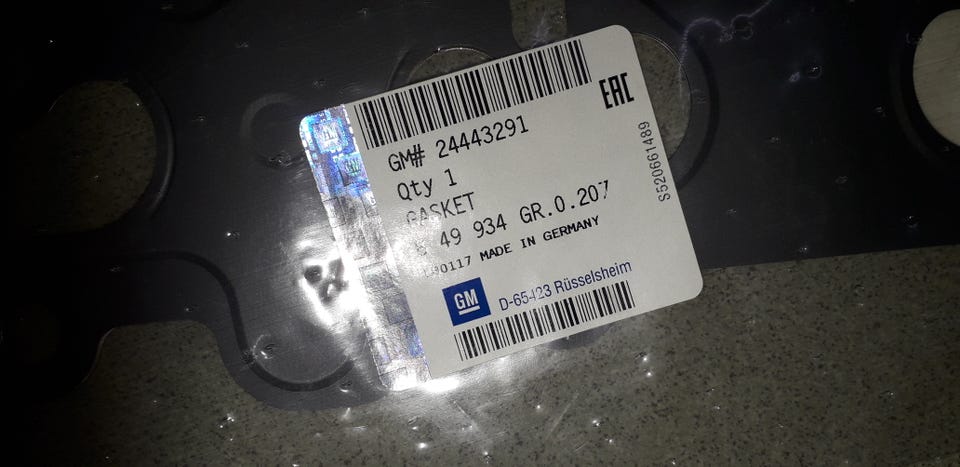 GM# 24443291
Qty 1
GASKET
49 934 GR.0.207
MADE IN GERMANY
GM
D-65423 Rüsselsheim
EAC
S520661489